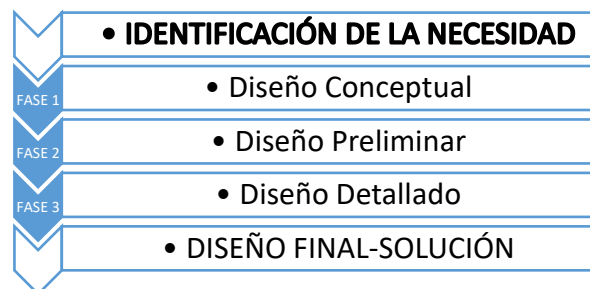 • IDENTIFICACIÓN DE LA NECESIDAD
FASE 1
• Diseño Conceptual
FASE 2
• Diseño Preliminar
FASE 3
• Diseño Detallado
• DISEÑO FINAL-SOLUCIÓN